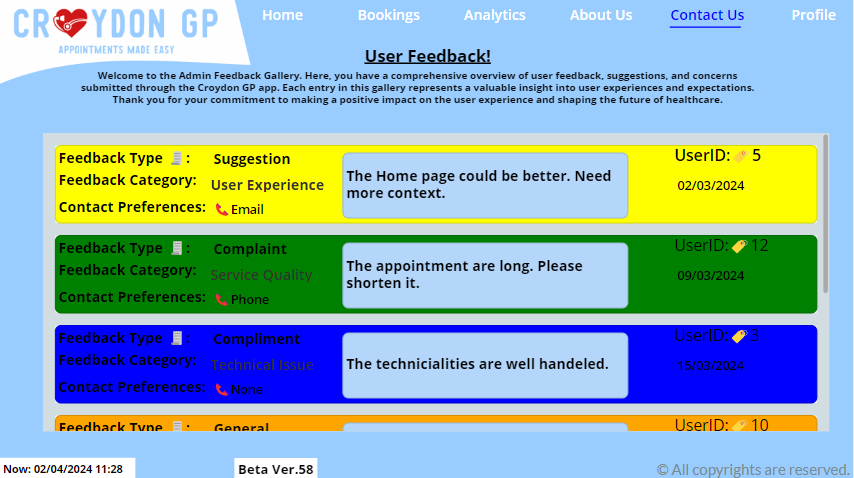 CROYDON GP
APPOINTMENTS MADE EASY
Home Bookings Analytics About Us Contact Us Profile
User Feedback!
Welcome to the Admin Feedback Gallery. Here, you have a comprehensive overview of user feedback, suggestions, and concerns
submitted through the Croydon GP app. Each entry in this gallery represents a valuable insight into user experiences and expectations.
Thank you for your commitment to making a positive impact on the user experience and shaping the future of healthcare.
Feedback Type : Suggestion
Feedback Category: User Experience
Contact Preferences: Email
The Home page could be better. Need
more context.
UserID: 5
02/03/2024
Feedback Type : Complaint
Feedback Category: Service Quality
Contact Preferences: Phone
The appointment are long. Please
shorten it.
UserID: 12
09/03/2024
Feedback Type : Compliment
Feedback Category: Technical Issue
Contact Preferences: None
The technicialities are well handeled.
UserID: 3
15/03/2024
Feedback Type : General
UserID: 10
Now: 02/04/2024 11:28
Beta Ver.58
© All copyrights are reserved.